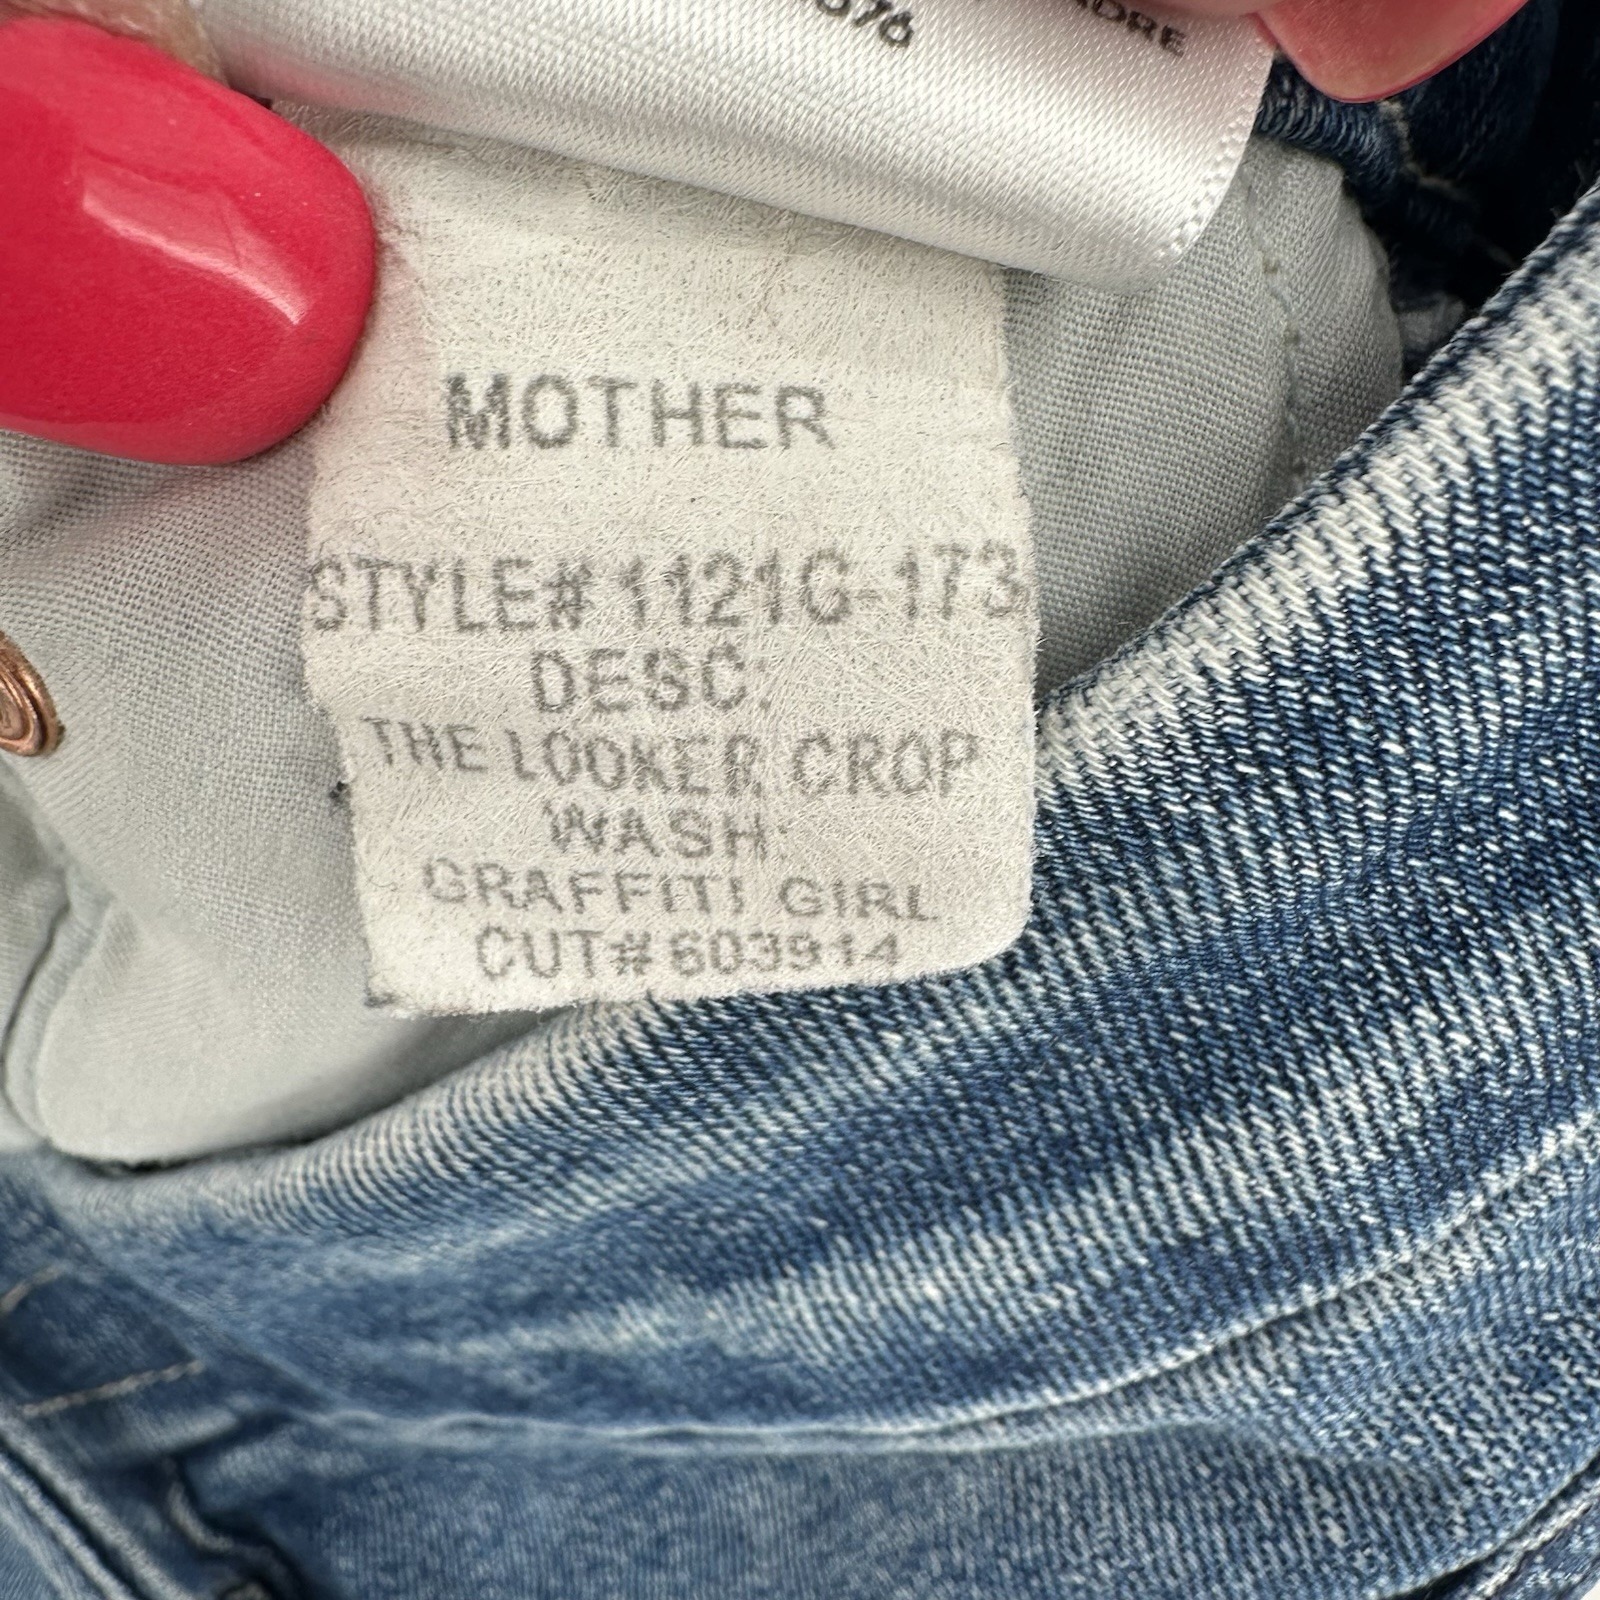 MOTHER
STYLE# 1121G-173
DESC:
THE LOOKER CROP
WASH:
GRAFFITI GIRL
CUT# 603914